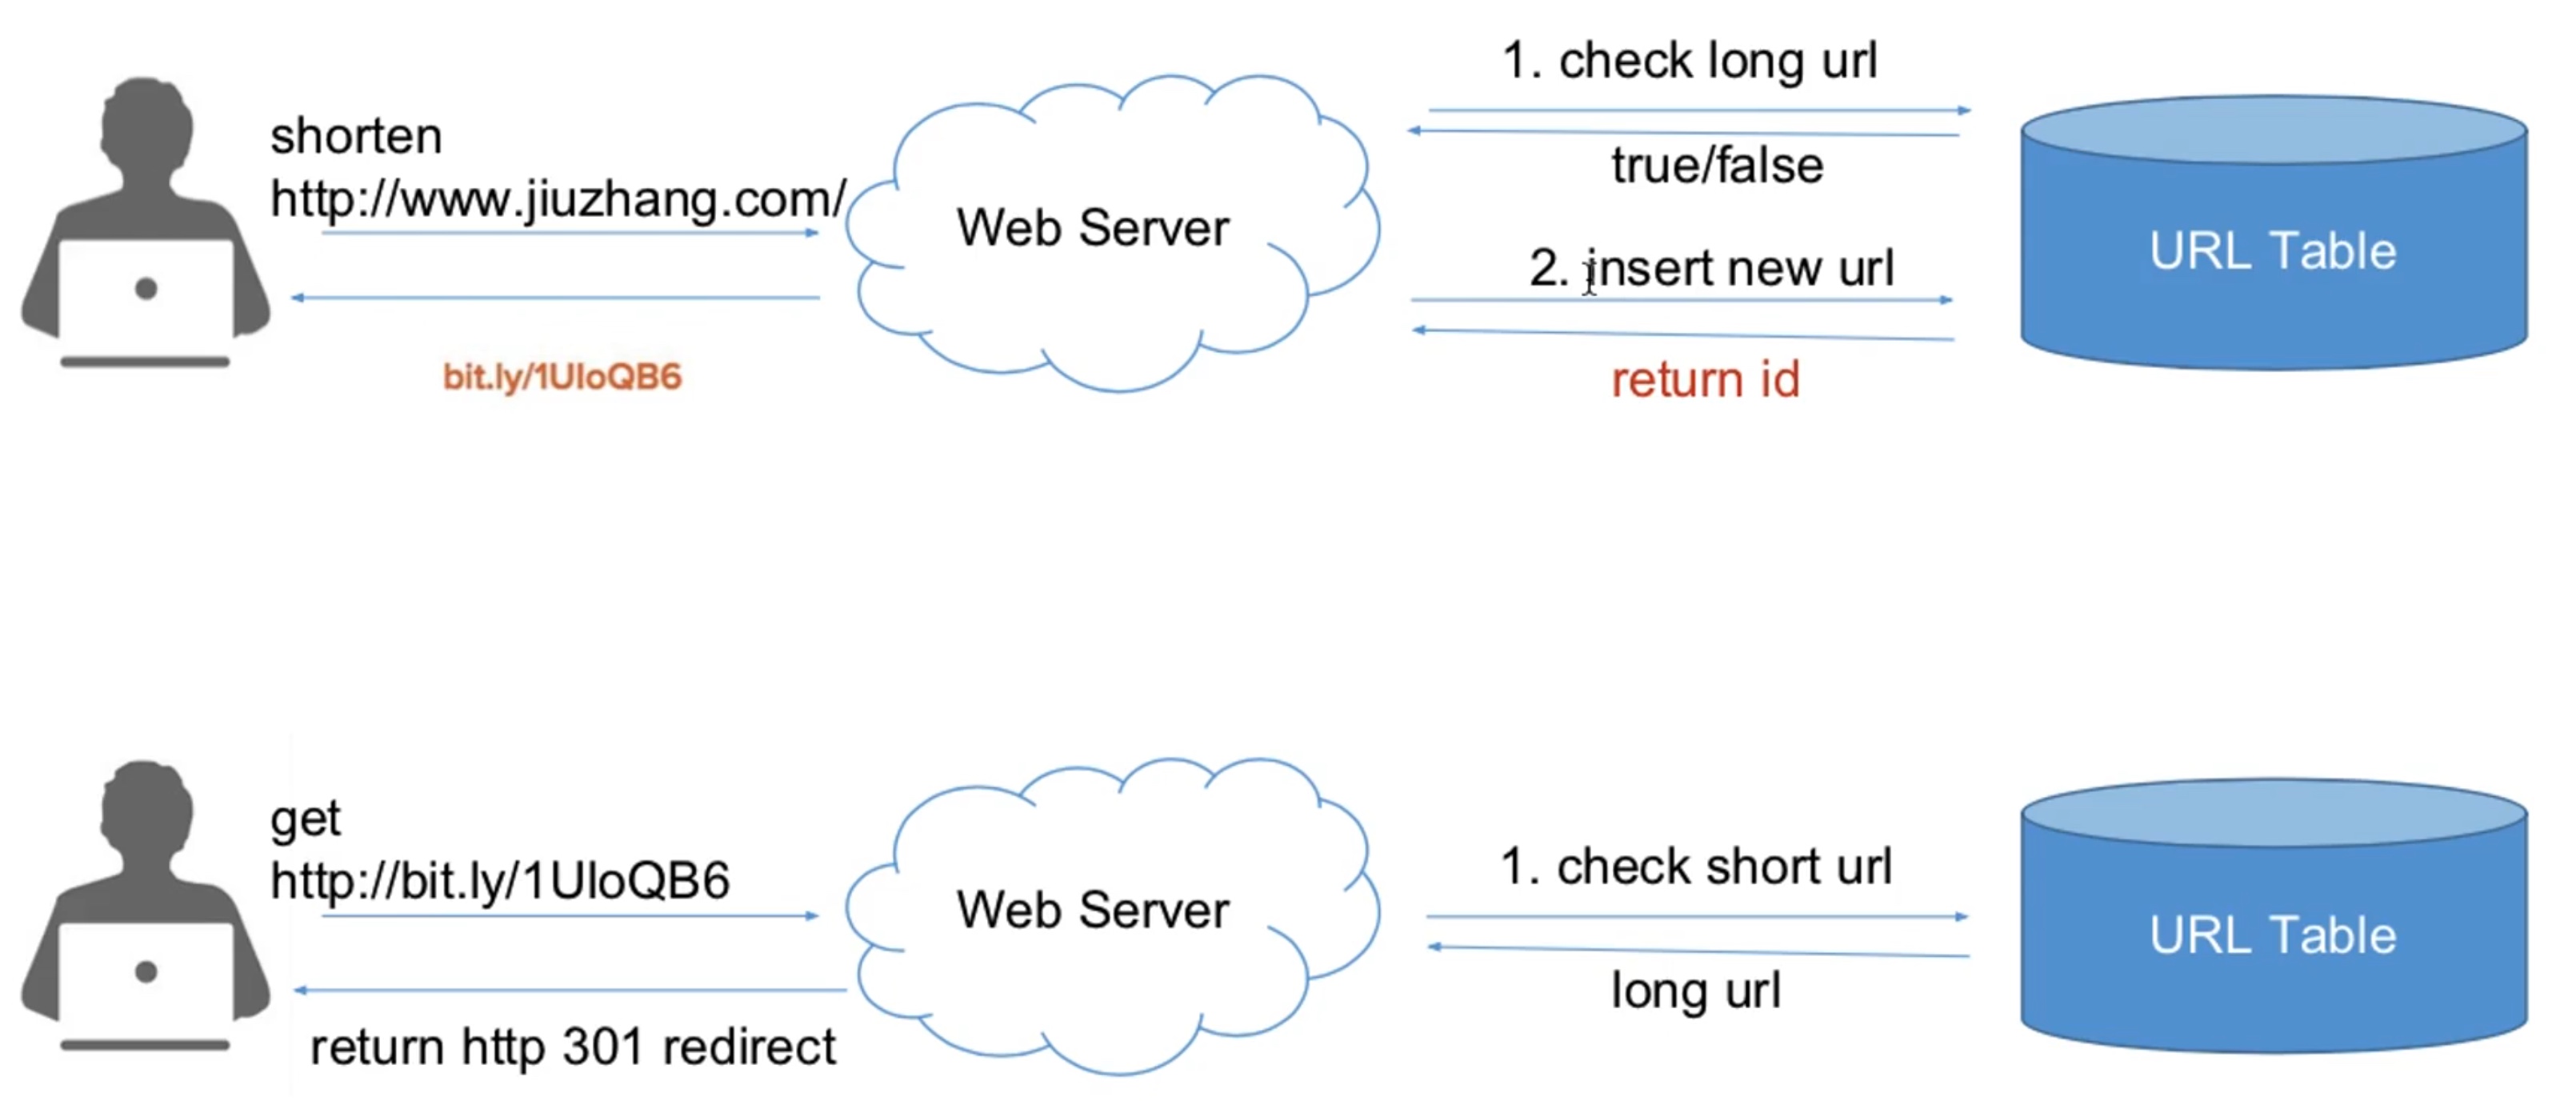 shorten
http://www.jiuzhang.com/
bit.ly/1UIoQB6
Web Server
1. check long url
true/false
2. insert new url
return id
URL Table
get
http://bit.ly/1UIoQB6
return http 301 redirect
Web Server
1. check short url
long url
URL Table